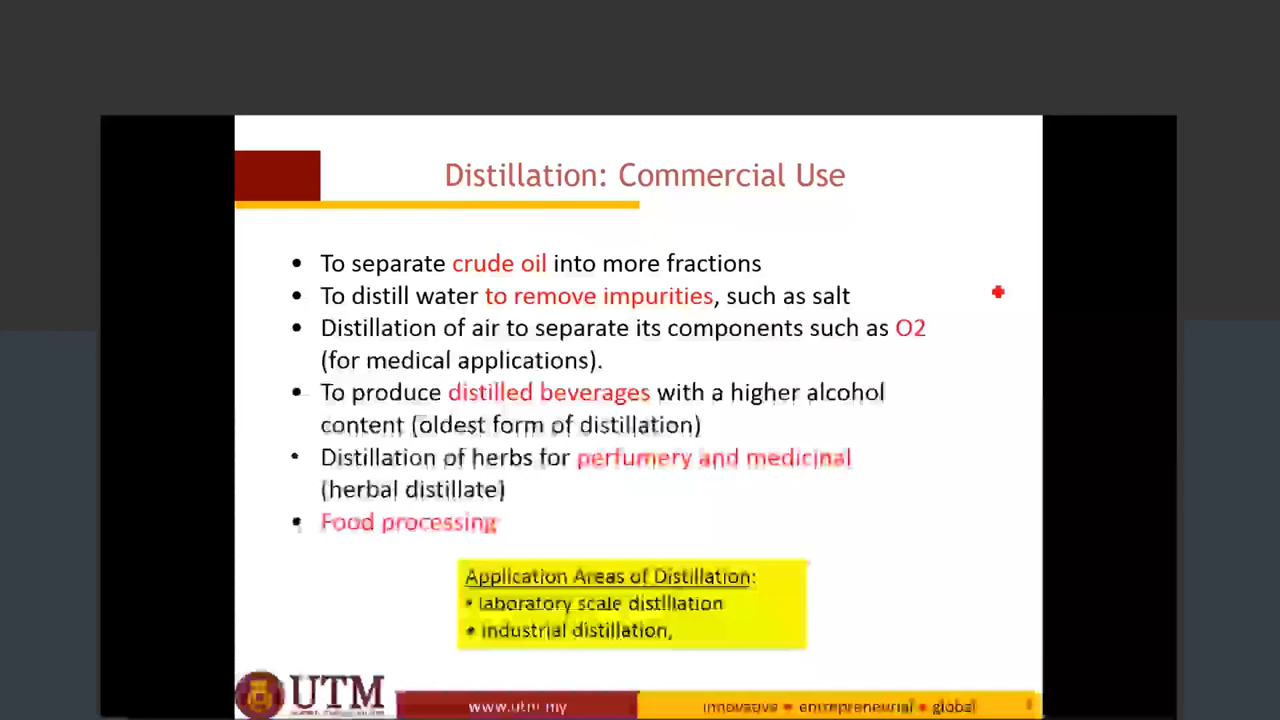 Distillation: Commercial Use
• To separate crude oil into more fractions
• To distill water to remove impurities, such as salt
• Distillation of air to separate its components such as O2
(for medical applications).
• To produce distilled beverages with a higher alcohol
content (oldest form of distillation)
• Distillation of herbs for perfumery and medicinal
(herbal distillate)
• Food processing
Application Areas of Distillation:
• laboratory scale distillation
• industrial distillation,
UTM
www.utm.my
innovative • entrepreneurial • global